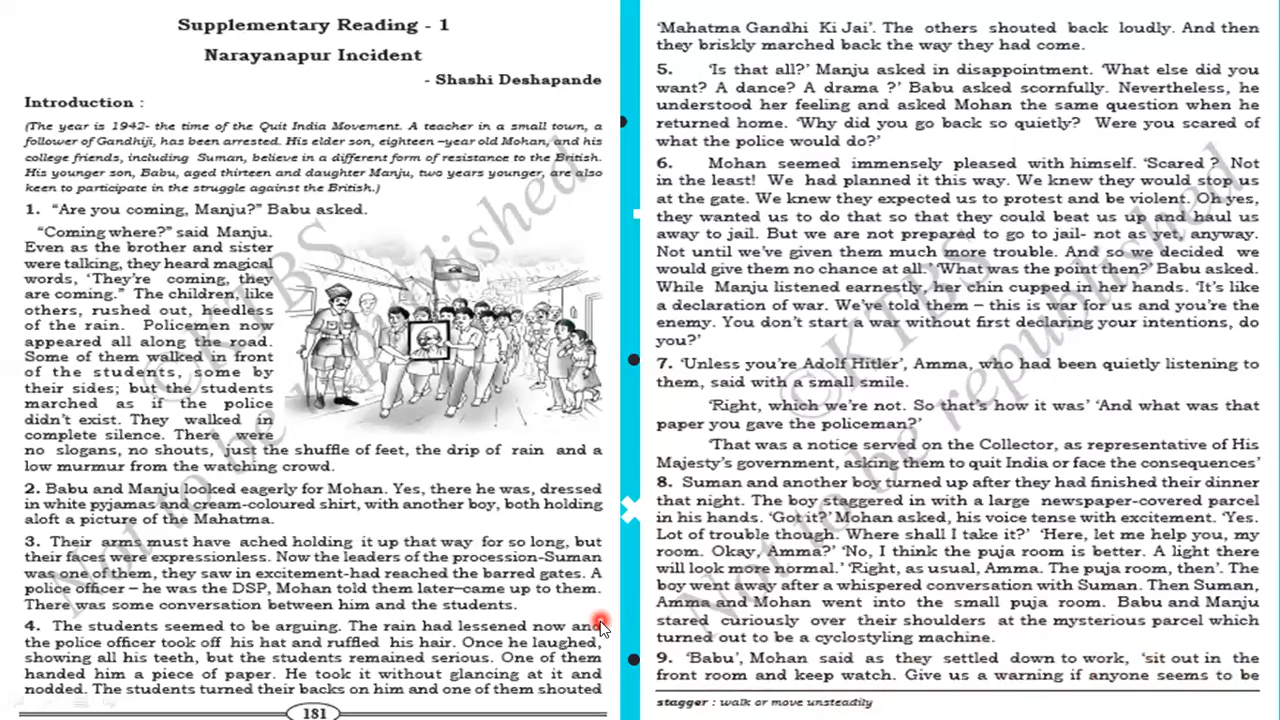 Supplementary Reading - 1
Narayanapur Incident
- Shashi Deshapande
Introduction :
(The year is 1942- the time of the Quit India Movement. A teacher in a small town, a
follower of Gandhiji, has been arrested. His elder son, eighteen –year old Mohan, and his
college friends, including Suman, believe in a different form of resistance to the British.
His younger son, Babu, aged thirteen and daughter Manju, two years younger, are also
keen to participate in the struggle against the British.)
1. “Are you coming, Manju?” Babu asked.
“Coming where?” said Manju.
Even as the brother and sister
were talking, they heard magical
words, ‘They’re coming, they
are coming.” The children, like
others, rushed out, heedless
of the rain. Policemen now
appeared all along the road.
Some of them walked in front
of the students, some by
their sides; but the students
marched as if the police
didn’t exist. They walked in
complete silence. There were
no slogans, no shouts, just the shuffle of feet, the drip of rain and a
low murmur from the watching crowd.
2. Babu and Manju looked eagerly for Mohan. Yes, there he was, dressed
in white pyjamas and cream-coloured shirt, with another boy, both holding
aloft a picture of the Mahatma.
3. Their arms must have ached holding it up that way for so long, but
their faces were expressionless. Now the leaders of the procession-Suman
was one of them, they saw in excitement-had reached the barred gates. A
police officer – he was the DSP, Mohan told them later—came up to them.
There was some conversation between him and the students.
4. The students seemed to be arguing. The rain had lessened now and
the police officer took off his hat and ruffled his hair. Once he laughed,
showing all his teeth, but the students remained serious. One of them
handed him a piece of paper. He took it without glancing at it and
nodded. The students turned their backs on him and one of them shouted
181
‘Mahatma Gandhi Ki Jai’. The others shouted back loudly. And then
they briskly marched back the way they had come.
5. ‘Is that all?’ Manju asked in disappointment. ‘What else did you
want? A dance? A drama ?’ Babu asked scornfully. Nevertheless, he
understood her feeling and asked Mohan the same question when he
returned home. ‘Why did you go back so quietly? Were you scared of
what the police would do?’
6. Mohan seemed immensely pleased with himself. ‘Scared ? Not
in the least! We had planned it this way. We knew they would stop us
at the gate. We knew they expected us to protest and be violent. Oh yes,
they wanted us to do that so that they could beat us up and haul us
away to jail. But we are not prepared to go to jail- not as yet, anyway.
Not until we’ve given them much more trouble. And so we decided we
would give them no chance at all.’ ‘What was the point then?’ Babu asked.
While Manju listened earnestly, her chin cupped in her hands. ‘It’s like
a declaration of war. We’ve told them – this is war for us and you’re the
enemy. You don’t start a war without first declaring your intentions, do
you?’
7. ‘Unless you’re Adolf Hitler’, Amma, who had been quietly listening to
them, said with a small smile.
‘Right, which we’re not. So that’s how it was’ ‘And what was that
paper you gave the policeman?’
‘That was a notice served on the Collector, as representative of His
Majesty’s government, asking them to quit India or face the consequences’
8. Suman and another boy turned up after they had finished their dinner
that night. The boy staggered in with a large newspaper-covered parcel
in his hands. ‘Got it?’ Mohan asked, his voice tense with excitement. ‘Yes.
Lot of trouble though. Where shall I take it?’ ‘Here, let me help you, my
room. Okay, Amma?’ ‘No, I think the puja room is better. A light there
will look more normal.’ ‘Right, as usual, Amma. The puja room, then’. The
boy went away after a whispered conversation with Suman. Then Suman,
Amma and Mohan went into the small puja room. Babu and Manju
stared curiously over their shoulders at the mysterious parcel which
turned out to be a cyclostyling machine.
9. ‘Babu’, Mohan said as they settled down to work, ‘sit out in the
front room and keep watch. Give us a warning if anyone seems to be
stagger : walk or move unsteadily
©KTBS
Not to be republished
©KTBS
Not to be republished